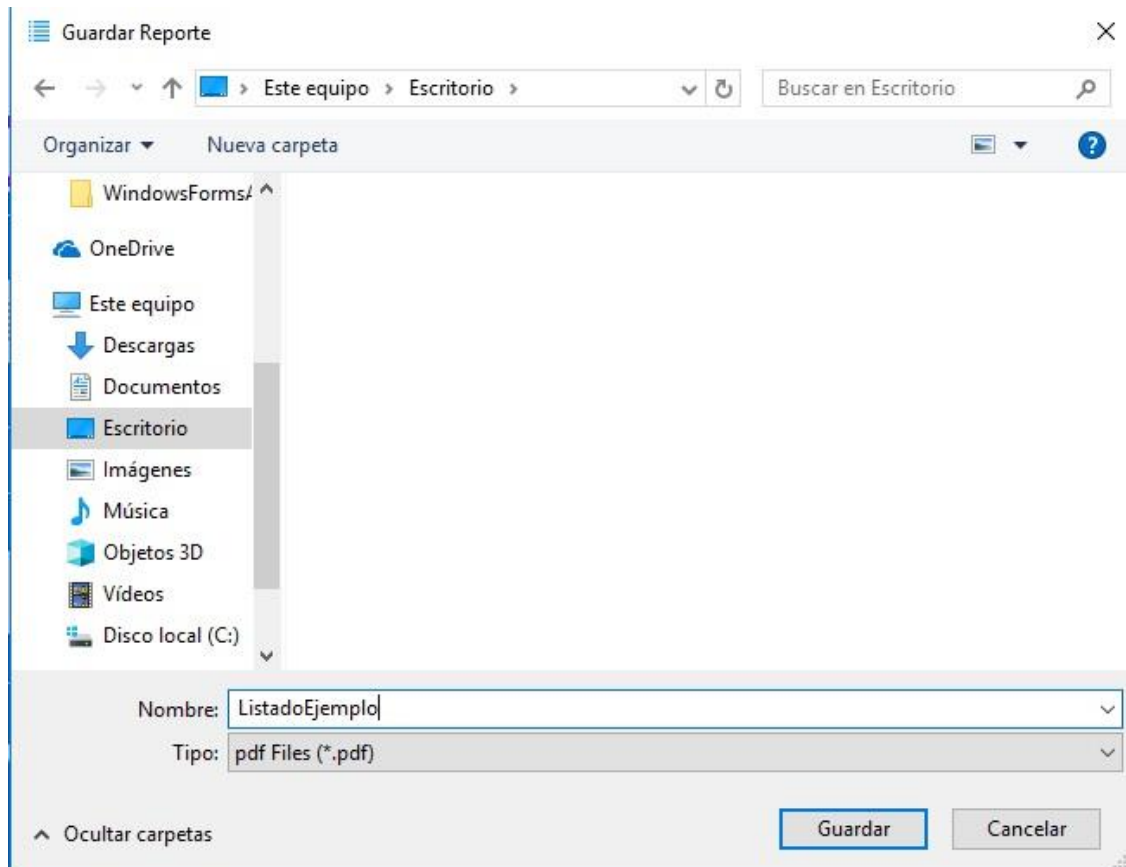 Guardar Reporte
Este equipo > Escritorio >
Buscar en Escritorio
Organizar
Nueva carpeta
WindowsFormsA
OneDrive
Este equipo
Descargas
Documentos
Escritorio
Imágenes
Música
Objetos 3D
Vídeos
Disco local (C:)
Nombre: ListadoEjemplo
Tipo: pdf Files (*.pdf)
Ocultar carpetas
Guardar
Cancelar